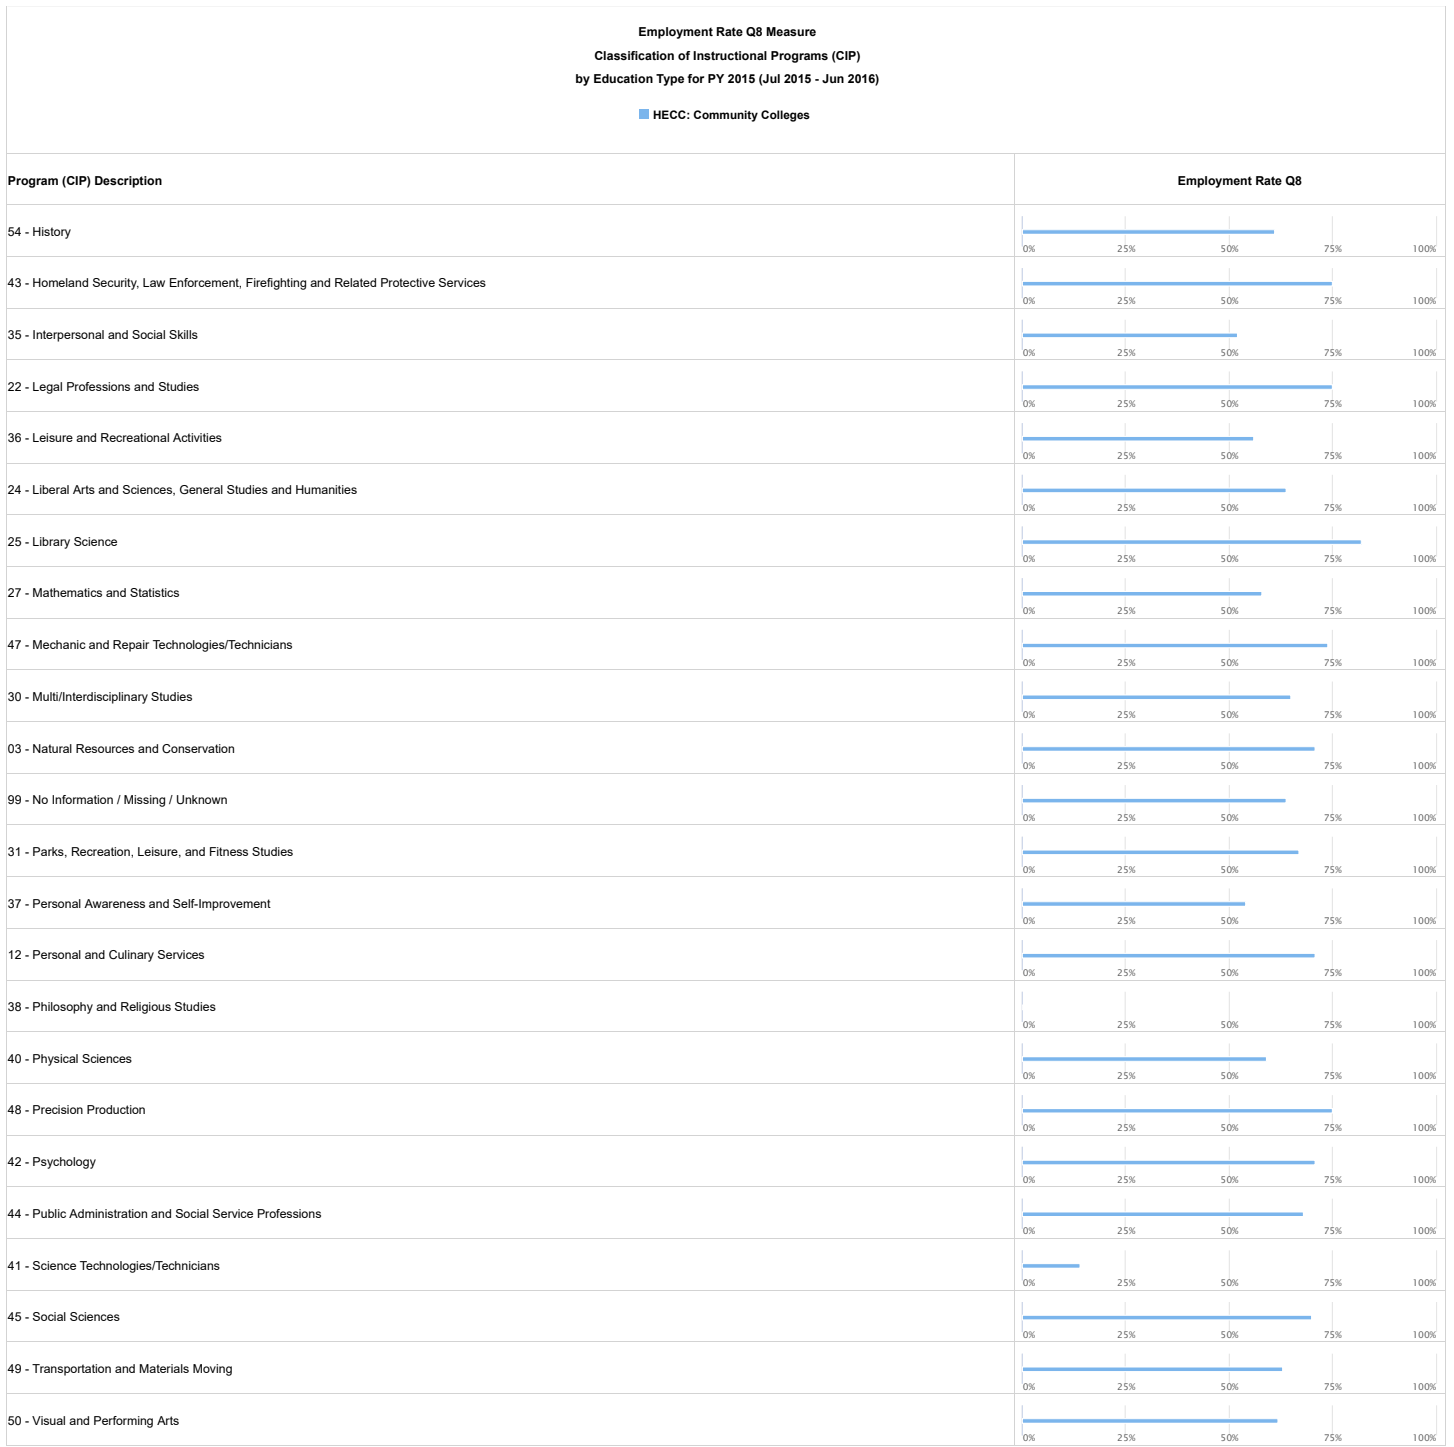 Employment Rate Q8 Measure
Classification of Instructional Programs (CIP)
by Education Type for PY 2015 (Jul 2015 - Jun 2016)
HECC: Community Colleges
Program (CIP) Description Employment Rate Q8
54 - History
0% 25% 50% 75% 100%
43 - Homeland Security, Law Enforcement, Firefighting and Related Protective Services
0% 25% 50% 75% 100%
35 - Interpersonal and Social Skills
0% 25% 50% 75% 100%
22 - Legal Professions and Studies
0% 25% 50% 75% 100%
36 - Leisure and Recreational Activities
0% 25% 50% 75% 100%
24 - Liberal Arts and Sciences, General Studies and Humanities
0% 25% 50% 75% 100%
25 - Library Science
0% 25% 50% 75% 100%
27 - Mathematics and Statistics
0% 25% 50% 75% 100%
47 - Mechanic and Repair Technologies/Technicians
0% 25% 50% 75% 100%
30 - Multi/Interdisciplinary Studies
0% 25% 50% 75% 100%
03 - Natural Resources and Conservation
0% 25% 50% 75% 100%
99 - No Information / Missing / Unknown
0% 25% 50% 75% 100%
31 - Parks, Recreation, Leisure, and Fitness Studies
0% 25% 50% 75% 100%
37 - Personal Awareness and Self-Improvement
0% 25% 50% 75% 100%
12 - Personal and Culinary Services
0% 25% 50% 75% 100%
38 - Philosophy and Religious Studies
0% 25% 50% 75% 100%
40 - Physical Sciences
0% 25% 50% 75% 100%
48 - Precision Production
0% 25% 50% 75% 100%
42 - Psychology
0% 25% 50% 75% 100%
44 - Public Administration and Social Service Professions
0% 25% 50% 75% 100%
41 - Science Technologies/Technicians
0% 25% 50% 75% 100%
45 - Social Sciences
0% 25% 50% 75% 100%
49 - Transportation and Materials Moving
0% 25% 50% 75% 100%
50 - Visual and Performing Arts
0% 25% 50% 75% 100%